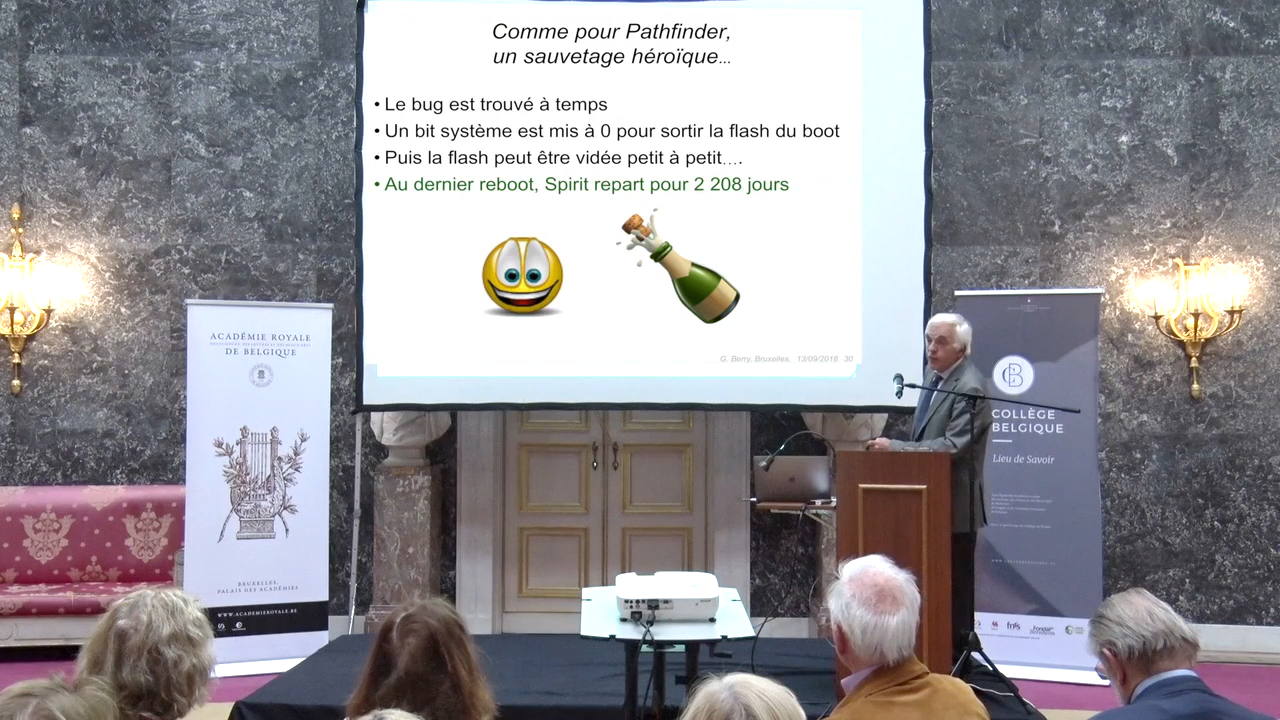 Comme pour Pathfinder,
un sauvetage héroïque...
• Le bug est trouvé à temps
• Un bit système est mis à 0 pour sortir la flash du boot
• Puis la flash peut être vidée petit à petit….
• Au dernier reboot, Spirit repart pour 2 208 jours
G. Berry, Bruxelles, 13/09/2018 30
ACADÉMIE ROYALE
DE BELGIQUE
BRUXELLES,
PALAIS DES ACADÉMIES
WWW.ACADEMIEROYALE.BE
CB
COLLÈGE
BELGIQUE
Lieu de Savoir
fnrs